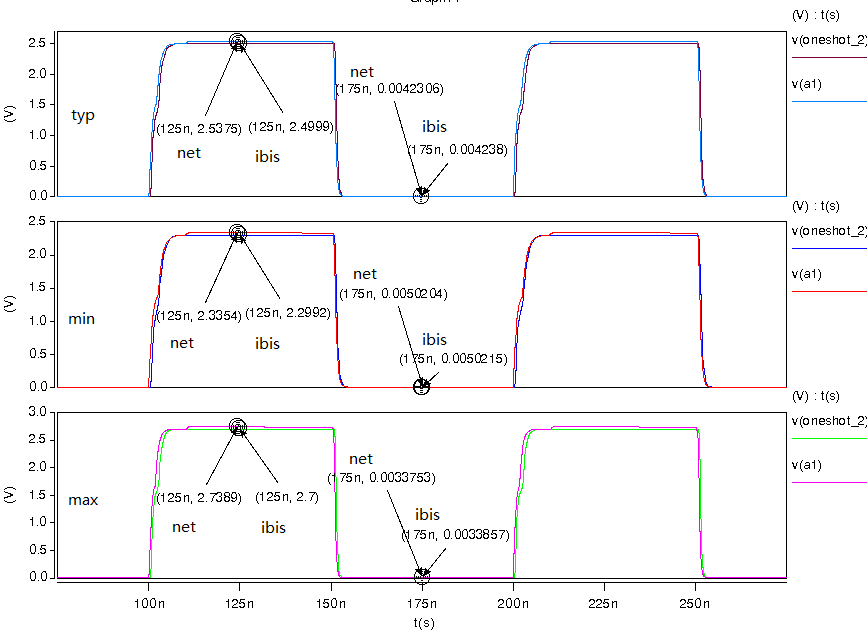 (V) : t(s)
v(oneshot_2)
v(a1)
2.5
2.0
1.5
1.0
0.5
0.0
(V)
typ
(125n, 2.5375)
net
(125n, 2.4999)
ibis
net
(175n, 0.0042306)
ibis
(175n, 0.004238)
(V) : t(s)
v(oneshot_2)
v(a1)
2.5
2.0
1.5
1.0
0.5
0.0
(V)
min
(125n, 2.3354)
net
(125n, 2.2992)
ibis
net
(175n, 0.0050204)
ibis
(175n, 0.0050215)
(V) : t(s)
v(oneshot_2)
v(a1)
3.0
2.5
2.0
1.5
1.0
0.5
0.0
(V)
max
(125n, 2.7389)
net
(125n, 2.7)
ibis
net
(175n, 0.0033753)
ibis
(175n, 0.0033857)
100n
125n
150n
175n
200n
225n
250n
t(s)